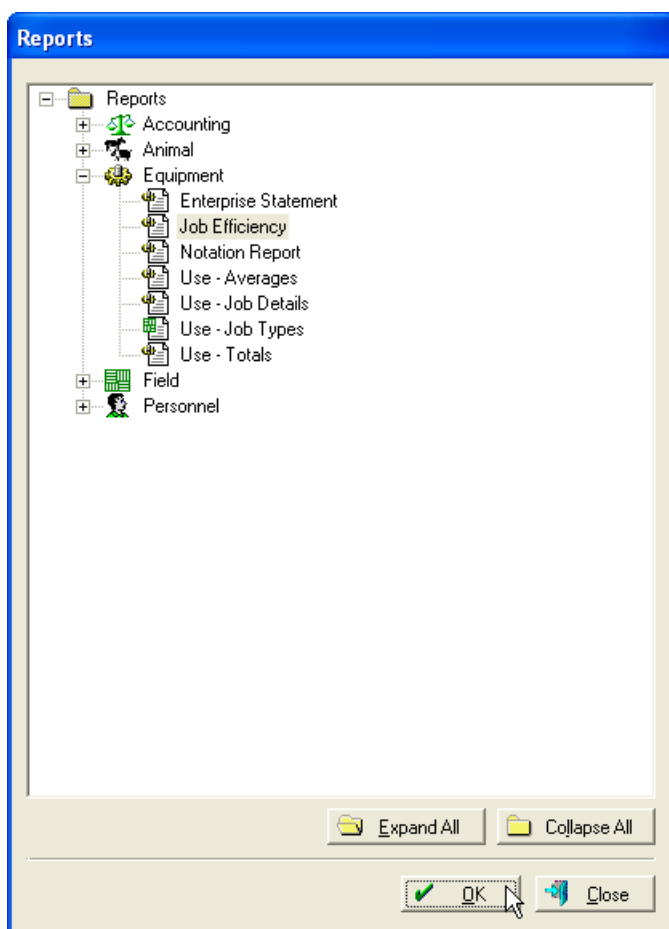 Reports
Reports
Accounting
Animal
Equipment
Enterprise Statement
Job Efficiency
Notation Report
Use - Averages
Use - Job Details
Use - Job Types
Use - Totals
Field
Personnel
Expand All Collapse All
OK Close